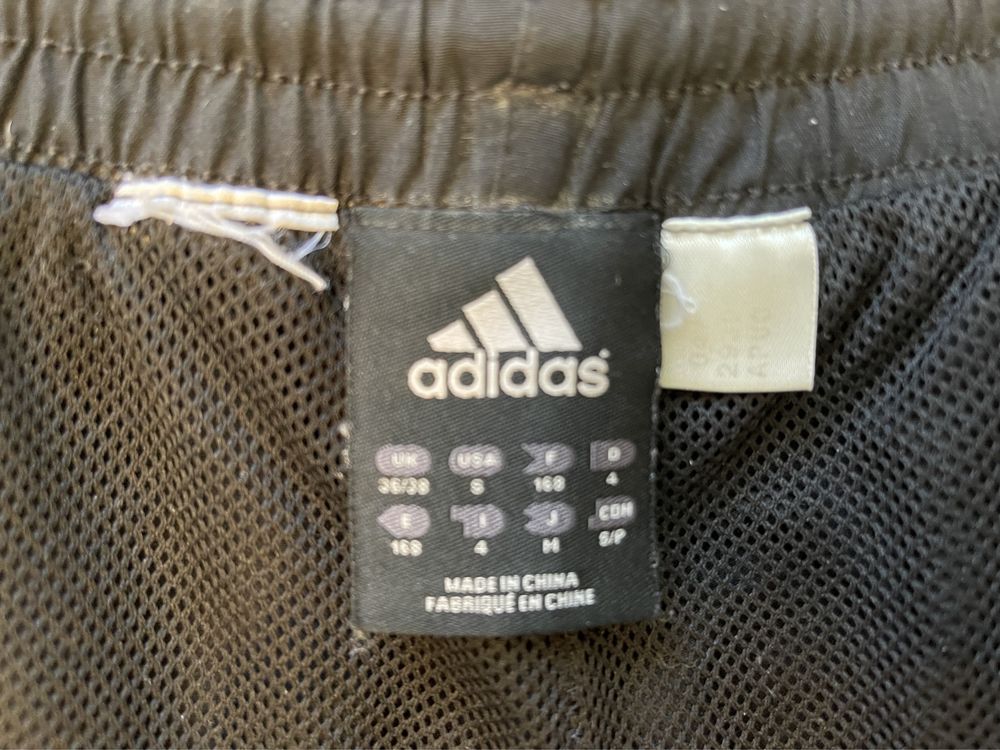 adidas
UK USA F D
36/38 S 168 4
E I J CDN
168 4 M S/P
MADE IN CHINA
FABRIQUÉ EN CHINE